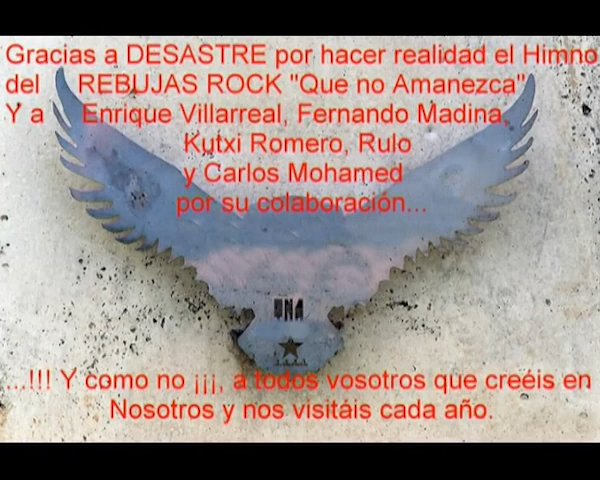 Gracias a DESASTRE por hacer realidad el Himno
del REBUJAS ROCK "Que no Amanezca"
Y a Enrique Villarreal, Fernando Madina,
Kutxi Romero, Rulo
y Carlos Mohamed
por su colaboración...
...!!! Y como no ¡¡¡, a todos vosotros que creéis en
Nosotros y nos visitáis cada año.